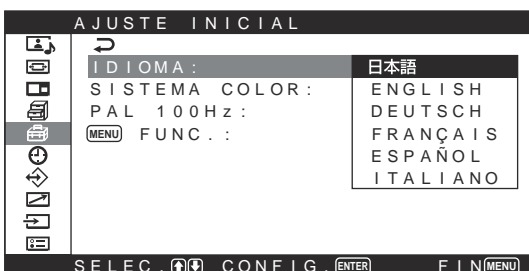 AJUSTE INICIAL
IDIOMA:
SISTEMA COLOR:
PAL 100Hz:
MENU FUNC.:
日本語
ENGLISH
DEUTSCH
FRANÇAIS
ESPAÑOL
ITALIANO
SELEC. CONFIG. ENTER FIN MENU